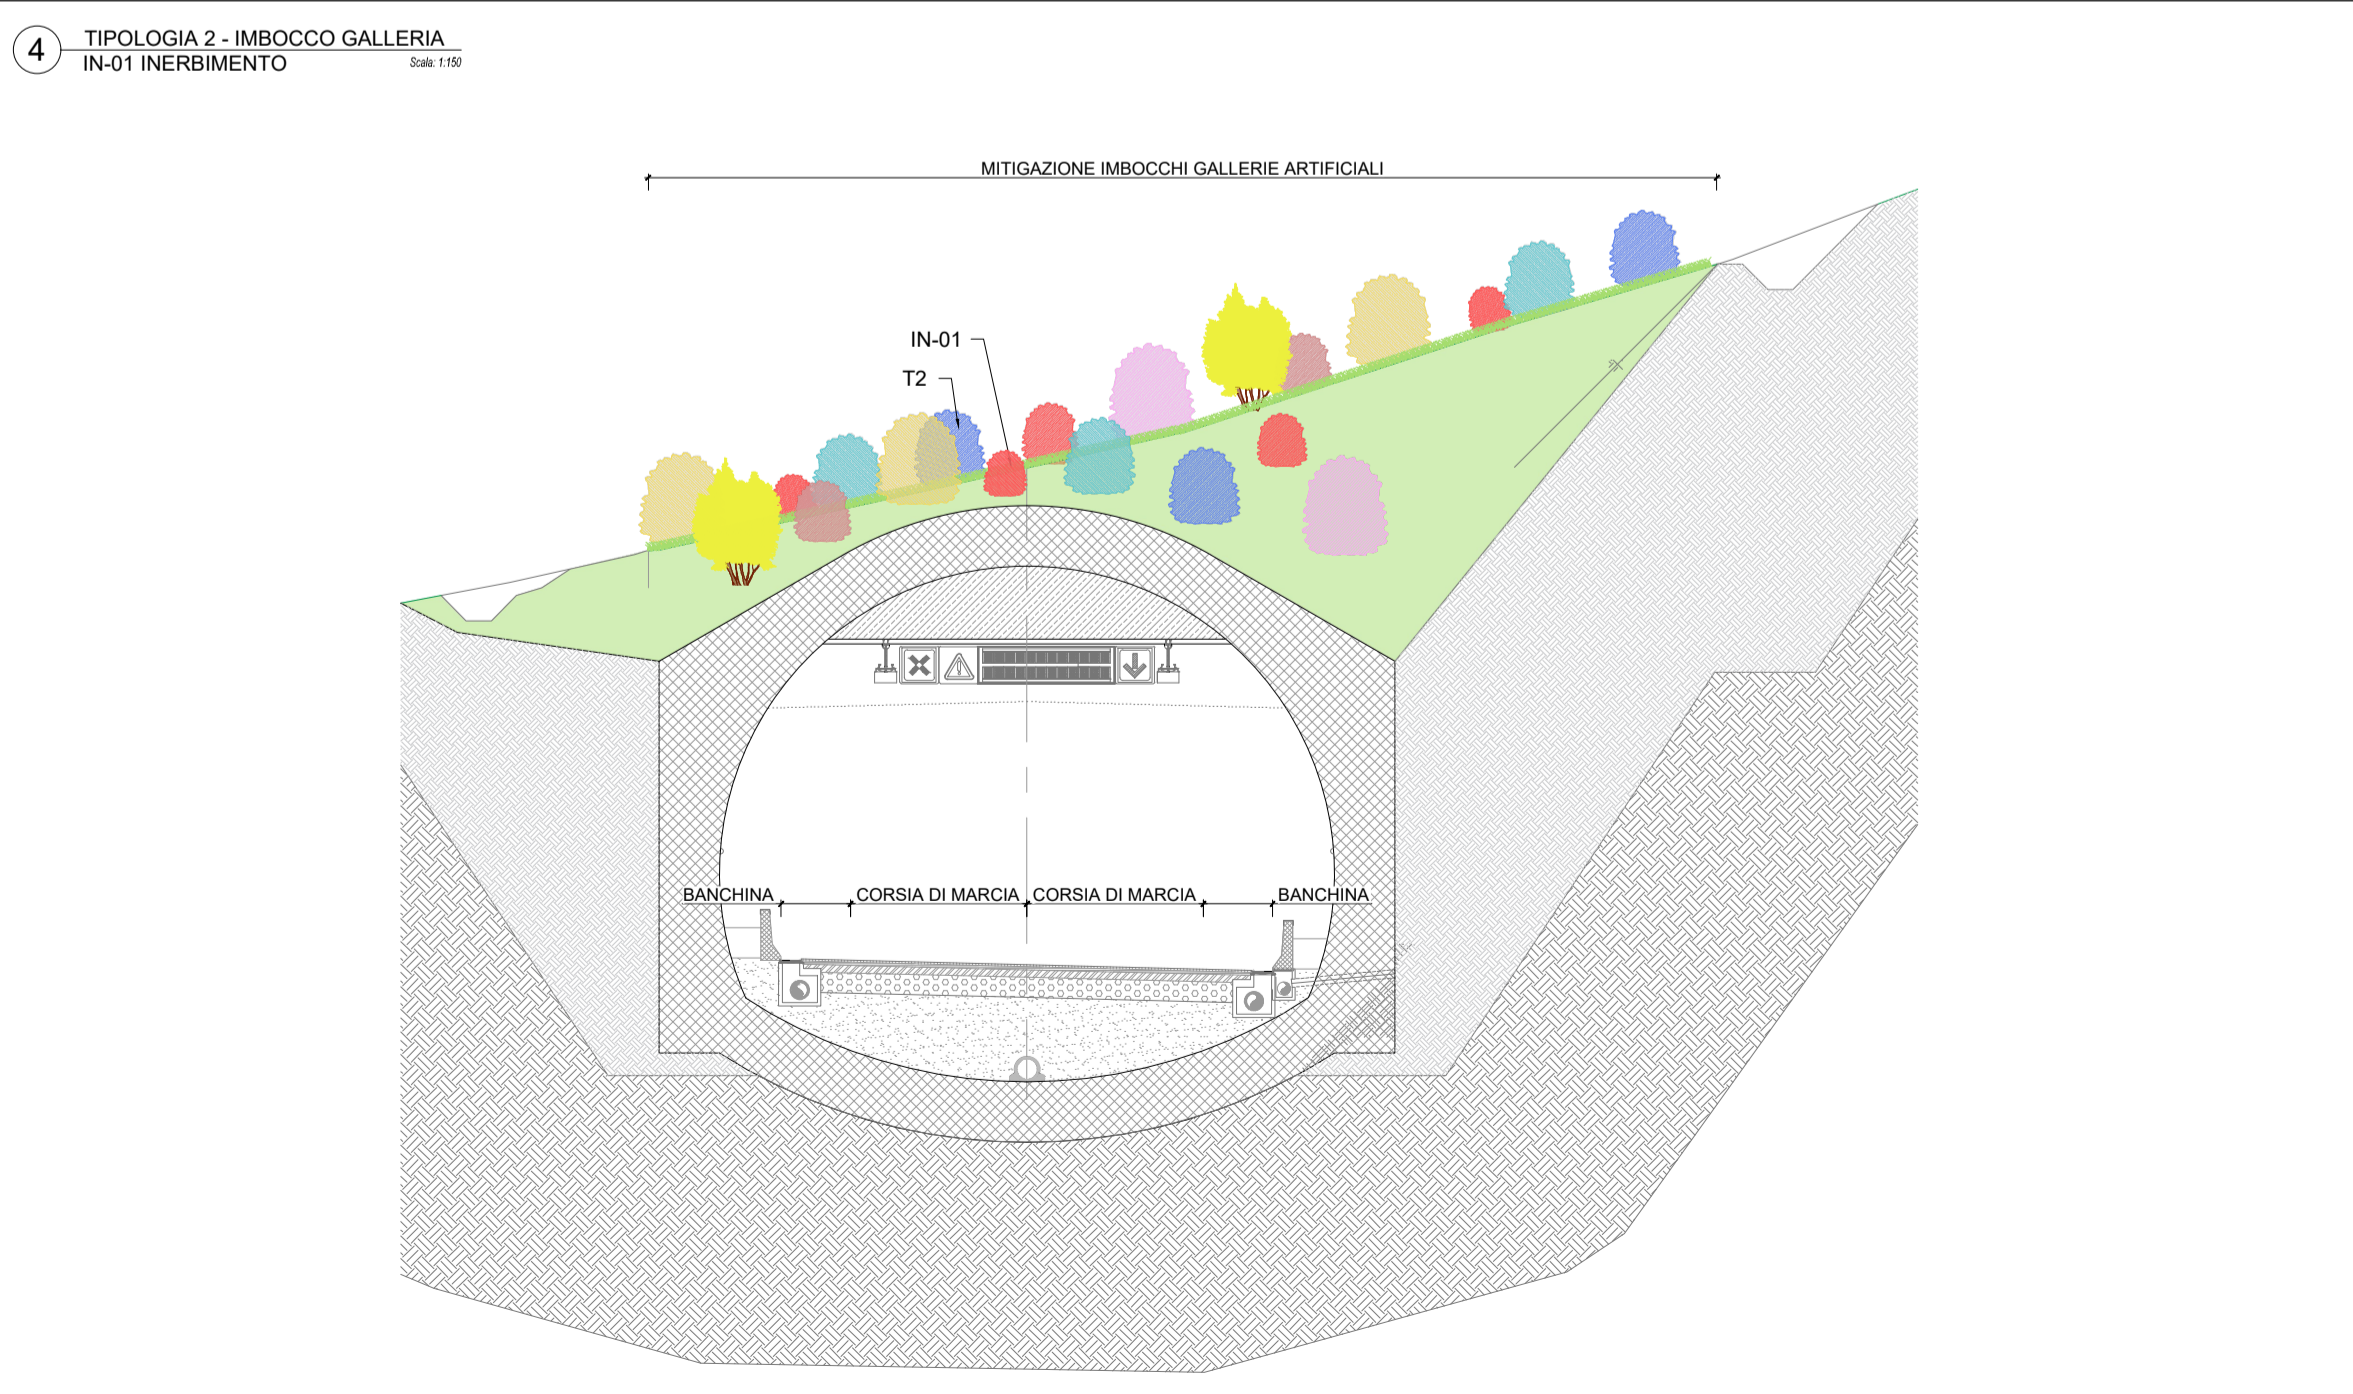 4
TIPOLOGIA 2 - IMBOCCO GALLERIA
IN-01 INERBIMENTO
Scala: 1:150
MITIGAZIONE IMBOCCHI GALLERIE ARTIFICIALI
IN-01
T2
BANCHINA
CORSIA DI MARCIA
CORSIA DI MARCIA
BANCHINA